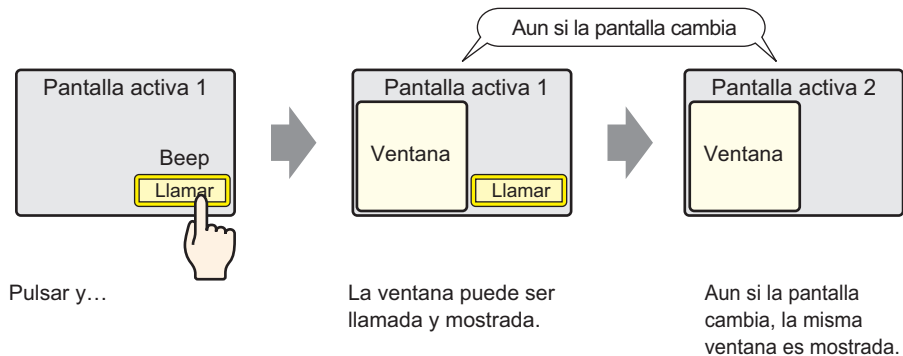 Aun si la pantalla cambia
Pantalla activa 1
Beep
Llamar
Pantalla activa 1
Ventana
Llamar
Pantalla activa 2
Ventana
Pulsar y…
La ventana puede ser
llamada y mostrada.
Aun si la pantalla
cambia, la misma
ventana es mostrada.